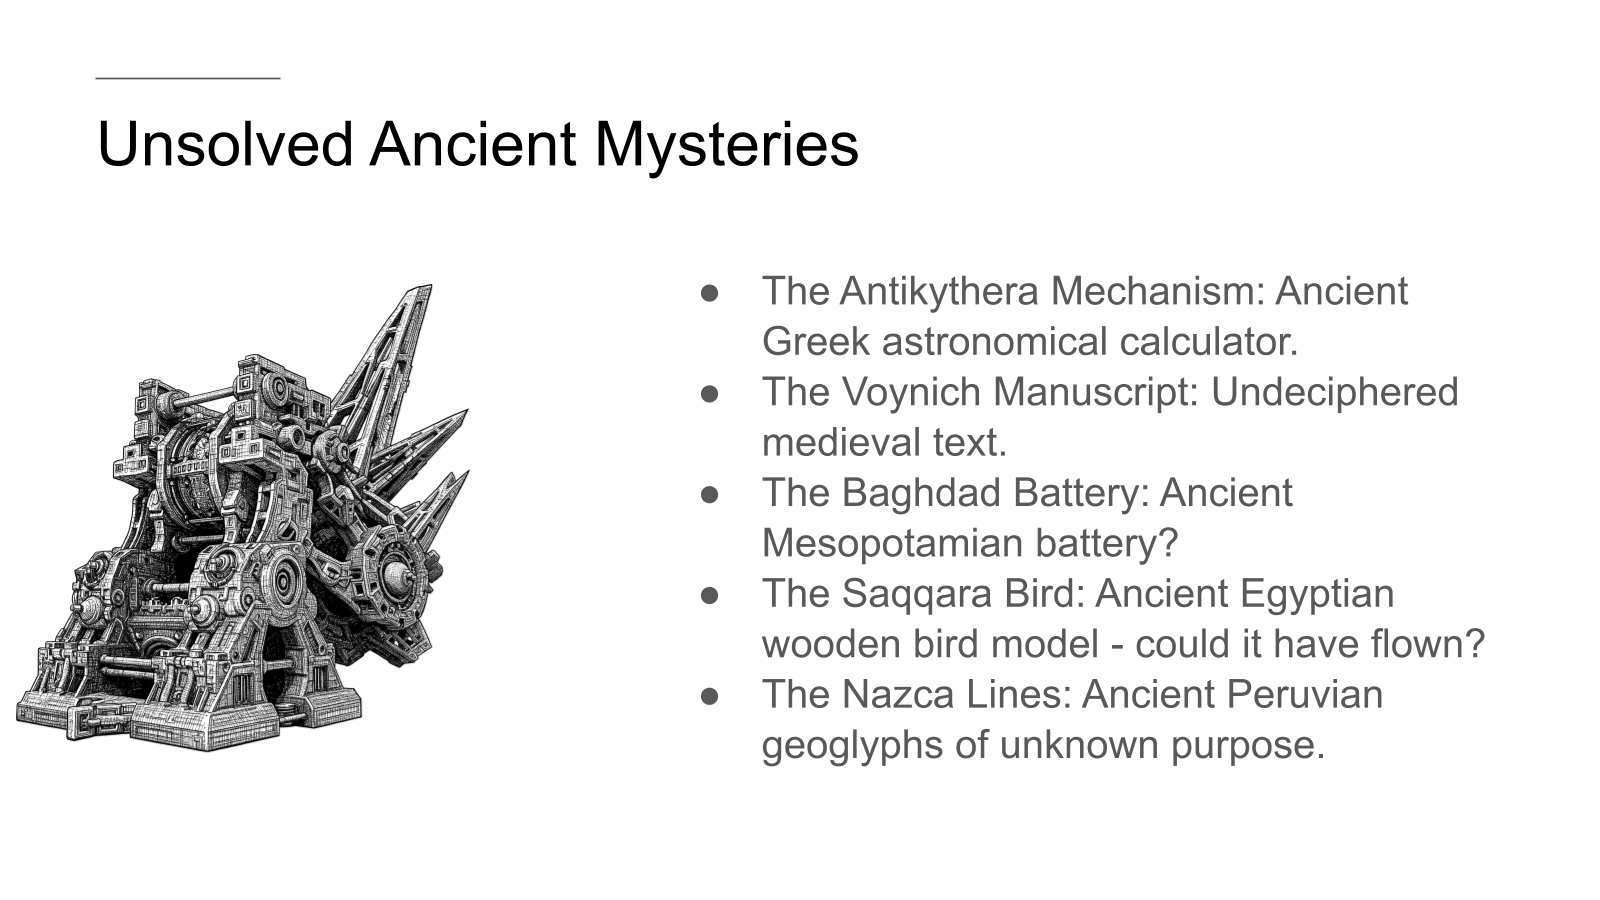 Unsolved Ancient Mysteries
● The Antikythera Mechanism: Ancient
Greek astronomical calculator.
● The Voynich Manuscript: Undeciphered
medieval text.
● The Baghdad Battery: Ancient
Mesopotamian battery?
● The Saqqara Bird: Ancient Egyptian
wooden bird model - could it have flown?
● The Nazca Lines: Ancient Peruvian
geoglyphs of unknown purpose.